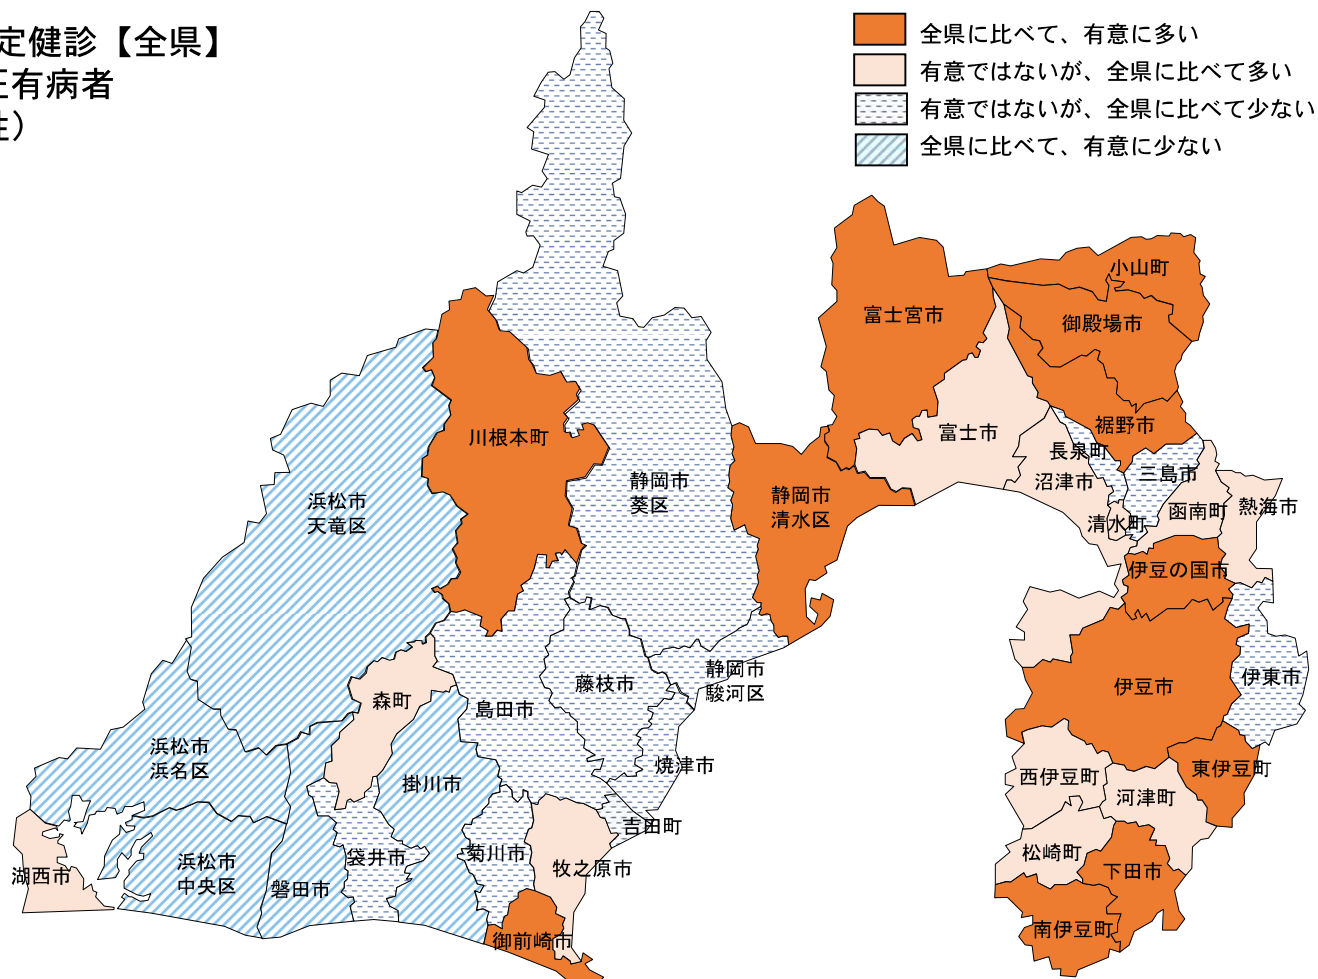 定健診【全県】
正有病者
性）
全県に比べて、有意に多い
有意ではないが、全県に比べて多い
有意ではないが、全県に比べて少ない
全県に比べて、有意に少ない
小山町
富士宮市
御殿場市
裾野市
富士市
長泉町
川根本町
三島市
沼津市
静岡市
葵区
静岡市
清水区
浜松市
天竜区
熱海市
函南町
清水町
伊豆の国市
静岡市
駿河区
伊東市
藤枝市
伊豆市
森町
島田市
浜松市
浜名区
焼津市
東伊豆町
西伊豆町
掛川市
河津町
吉田町
松崎町
菊川市
袋井市
牧之原市
下田市
浜松市
中央区
湖西市
磐田市
南伊豆町
御前崎市